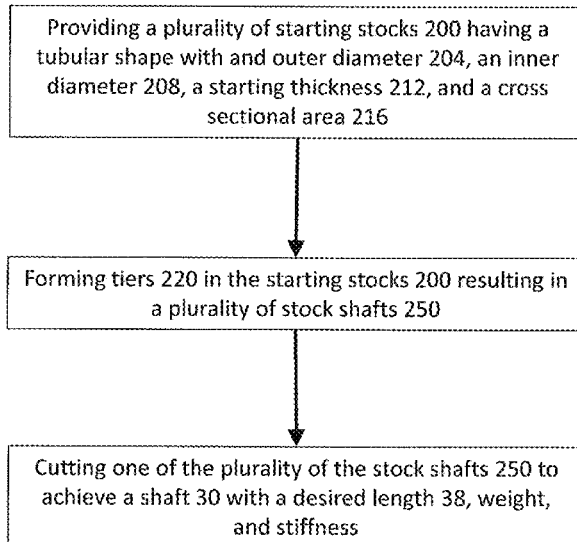 Providing a plurality of starting stocks 200 having a
tubular shape with and outer diameter 204, an inner
diameter 208, a starting thickness 212, and a cross
sectional area 216
Forming tiers 220 in the starting stocks 200 resulting in
a plurality of stock shafts 250
Cutting one of the plurality of the stock shafts 250 to
achieve a shaft 30 with a desired length 38, weight,
and stiffness